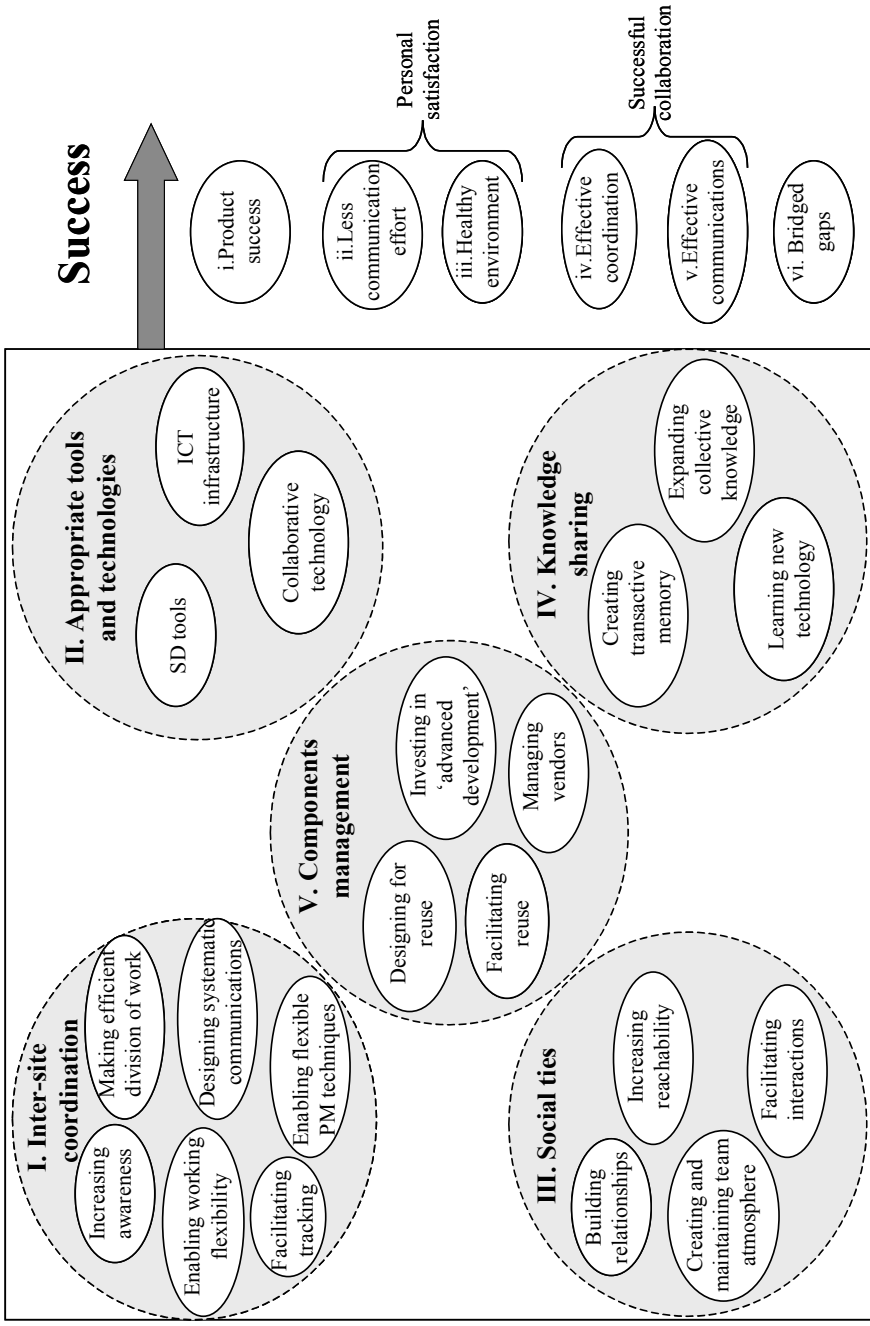 I. Inter-site
coordination
Increasing
awareness
Making efficient
division of work
Enabling working
flexibility
Designing systematic
communications
Facilitating
tracking
Enabling flexible
PM techniques
II. Appropriate tools
and technologies
SD tools
ICT
infrastructure
Collaborative
technology
V. Components
management
Designing for
reuse
Investing in
‘advanced
development’
Facilitating
reuse
Managing
vendors
III. Social ties
Building
relationships
Increasing
reachability
Creating and
maintaining team
atmosphere
Facilitating
interactions
IV. Knowledge
sharing
Creating
transactive
memory
Expanding
collective
knowledge
Learning new
technology
Success
i.Product
success
ii.Less
communication
effort
iii.Healthy
environment
Personal
satisfaction
iv.Effective
coordination
v.Effective
communications
Successful
collaboration
vi. Bridged
gaps